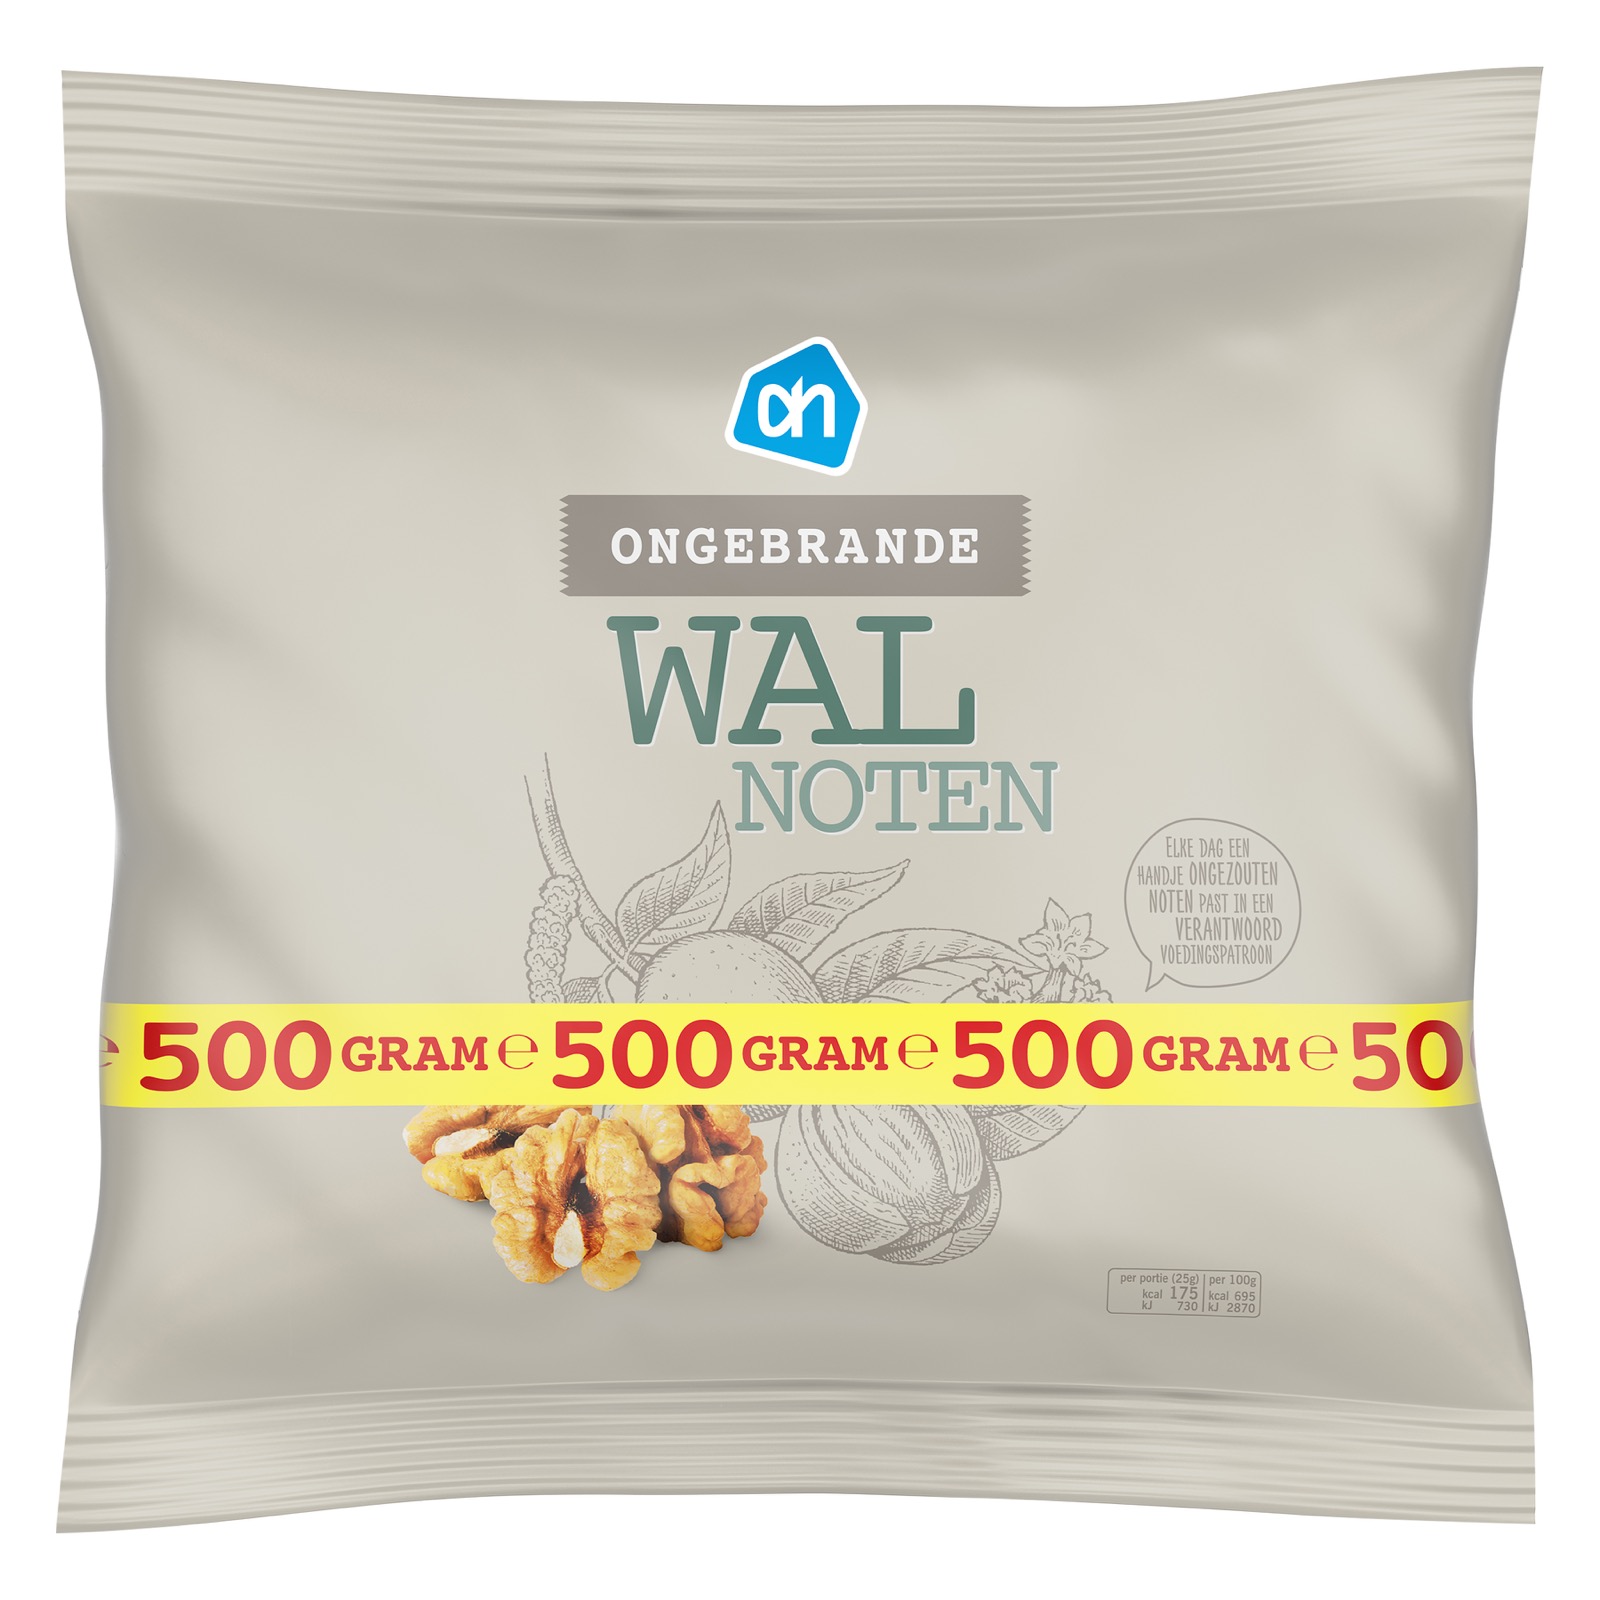 ah
ONGEBRANDE
WAL
NOTEN
ELKE DAG EEN
HANDJE ONGEZOUTEN
NOTEN PAST IN EEN
VERANTWOORD
VOEDINGSPATROON
e 500 GRAM e 500 GRAM e 500 GRAM e 50
per portie (25g) | per 100g
kcal 175 | kcal 695
kJ 730 | kJ 2870